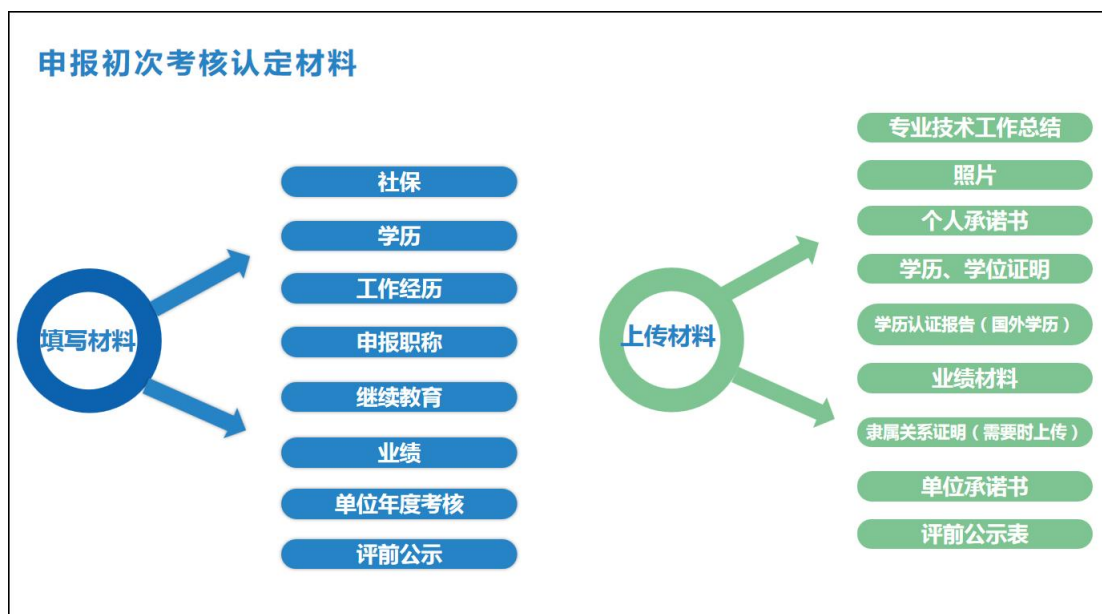 申报初次考核认定材料
填写材料
社保
学历
工作经历
申报职称
继续教育
业绩
单位年度考核
评前公示
上传材料
专业技术工作总结
照片
个人承诺书
学历、学位证明
学历认证报告（国外学历）
业绩材料
隶属关系证明（需要时上传）
单位承诺书
评前公示表